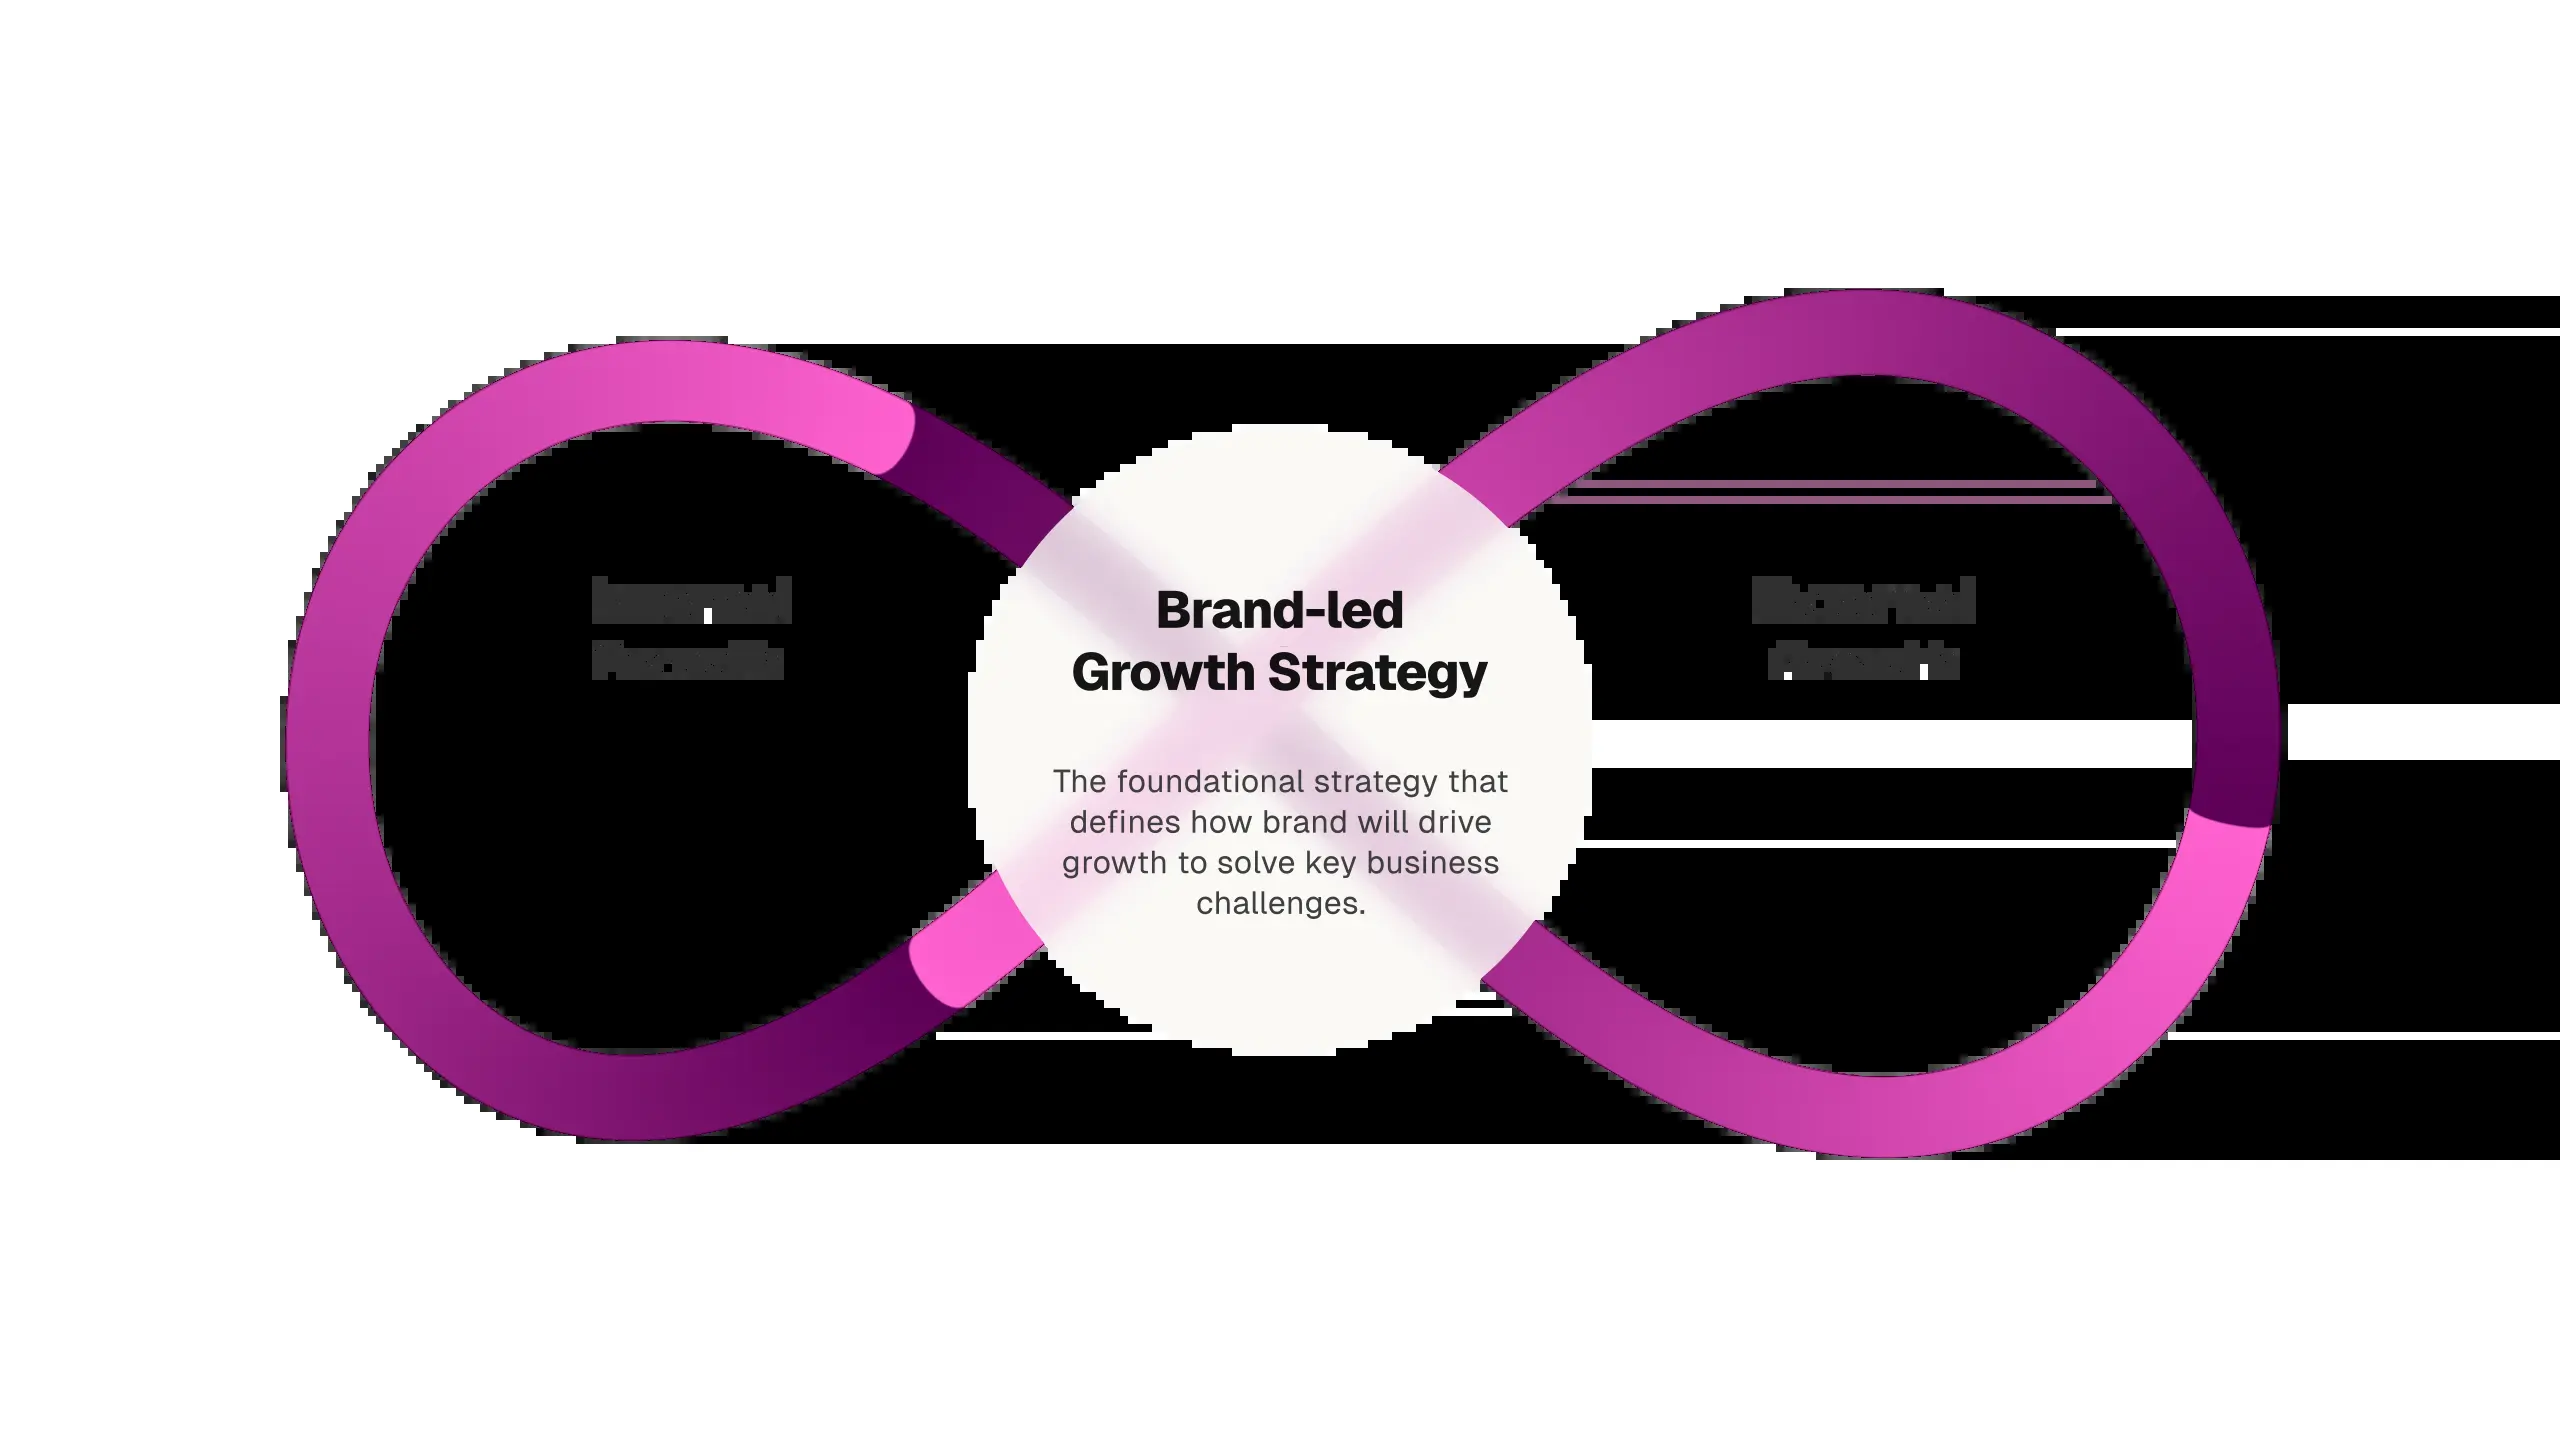 Brand-led
Growth Strategy
The foundational strategy that
defines how brand will drive
growth to solve key business
challenges.